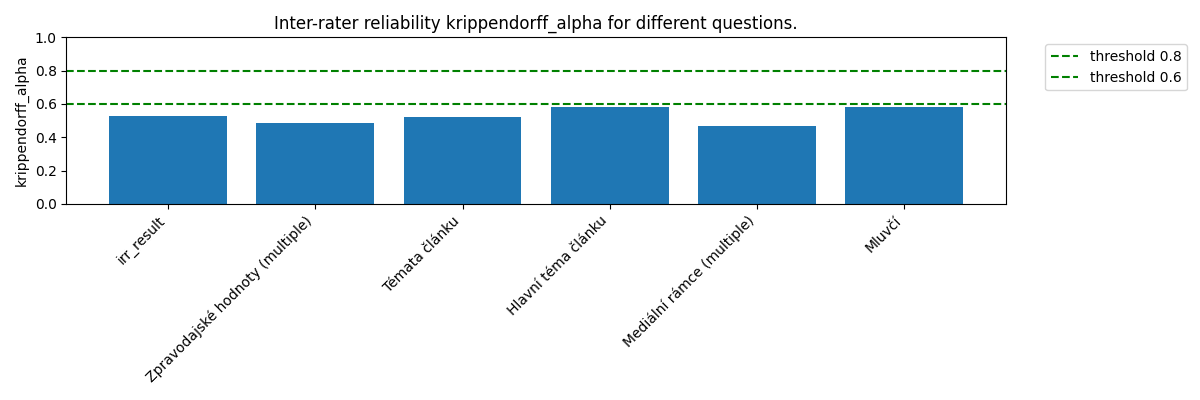 Inter-rater reliability krippendorff_alpha for different questions.
krippendorff_alpha
1.0
0.8
0.6
0.4
0.2
0.0
irr_result
Zpravodajské hodnoty (multiple)
Témata článku
Hlavní téma článku
Mediální rámce (multiple)
Mluvčí
threshold 0.8
threshold 0.6